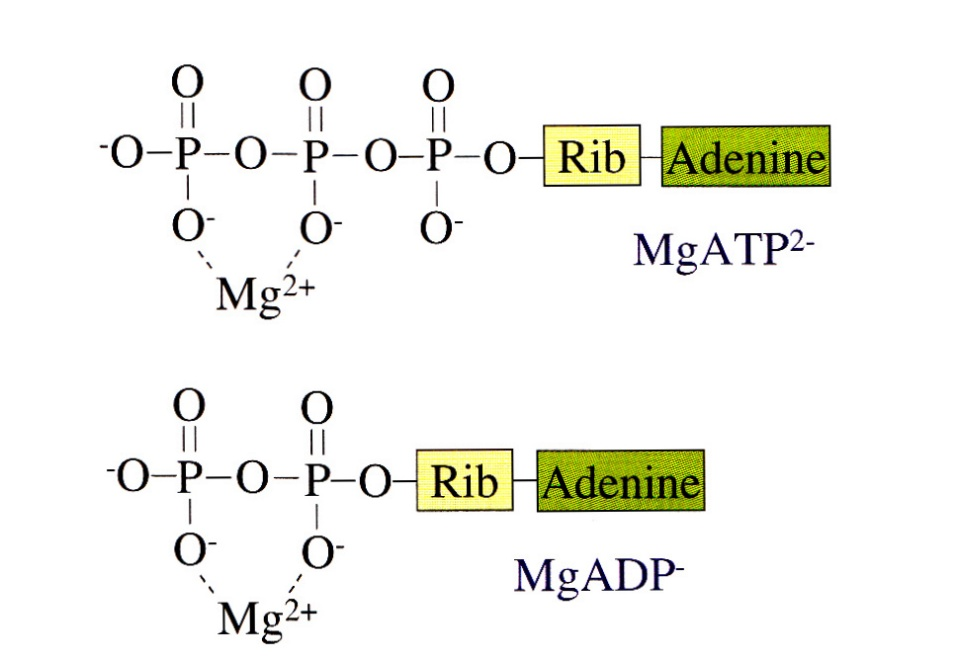 O O O
⁻O–P–O–P–O–P–O–Rib–Adenine
O⁻ O⁻ O⁻
MgATP²⁻
Mg²⁺
O O
⁻O–P–O–P–O–Rib–Adenine
O⁻ O⁻
MgADP⁻
Mg²⁺